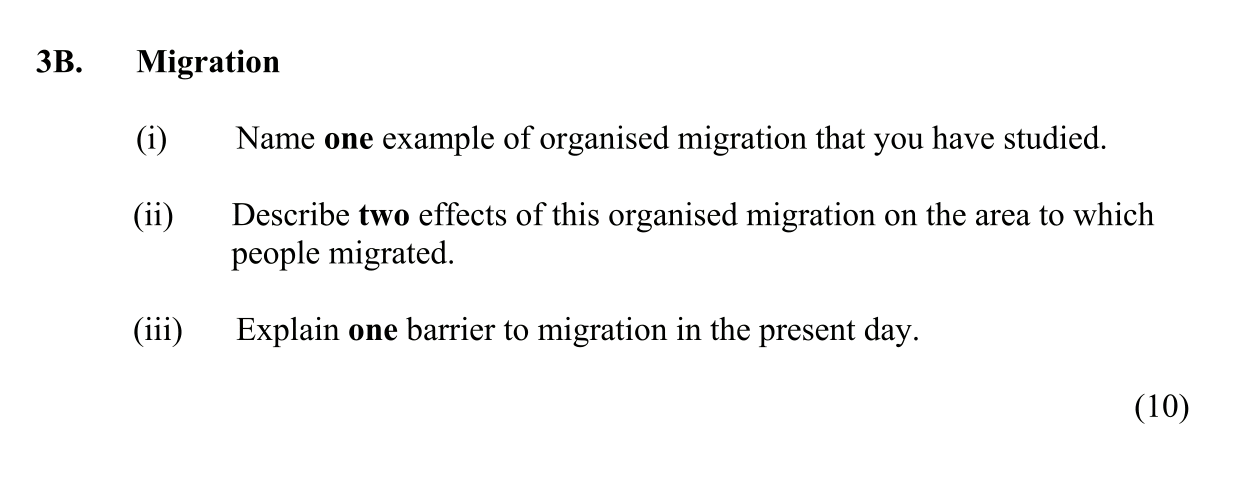 3B. Migration
(i) Name one example of organised migration that you have studied.
(ii) Describe two effects of this organised migration on the area to which
people migrated.
(iii) Explain one barrier to migration in the present day.
(10)